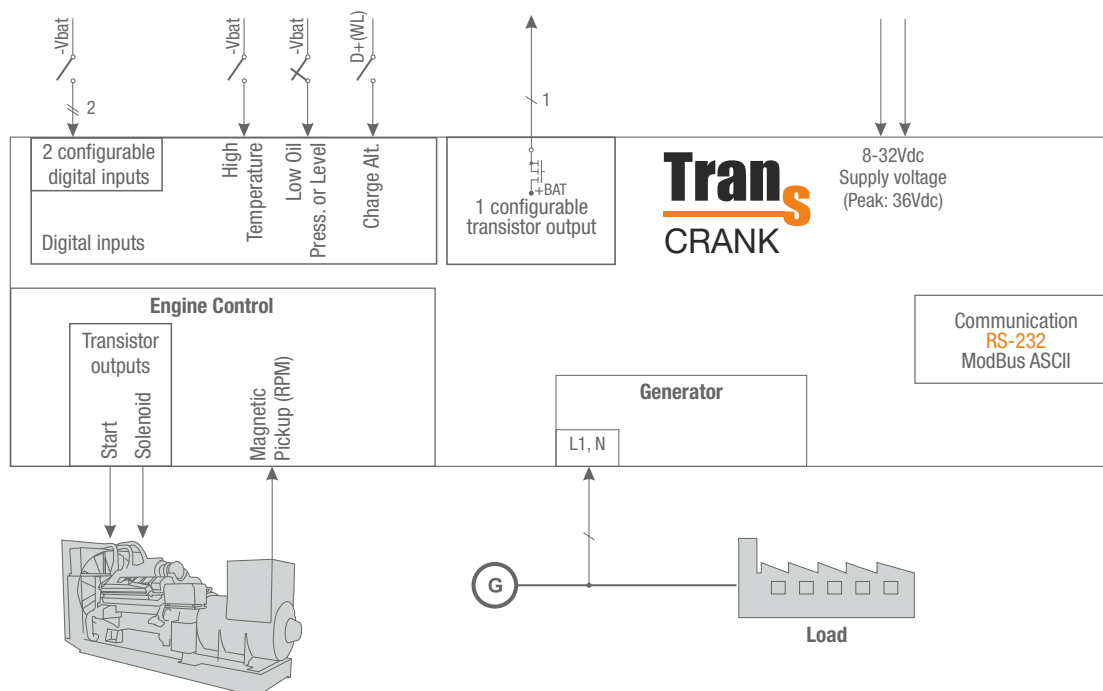 -Vbat
-Vbat
-Vbat
D+(WL)
2
1
2 configurable
digital inputs
High
Temperature
Low Oil
Press. or Level
Charge Alt.
Digital inputs
+BAT
1 configurable
transistor output
TranS
CRANK
8-32Vdc
Supply voltage
(Peak: 36Vdc)
Engine Control
Transistor
outputs
Start
Solenoid
Magnetic
Pickup (RPM)
Generator
L1, N
Communication
RS-232
ModBus ASCII
G
Load